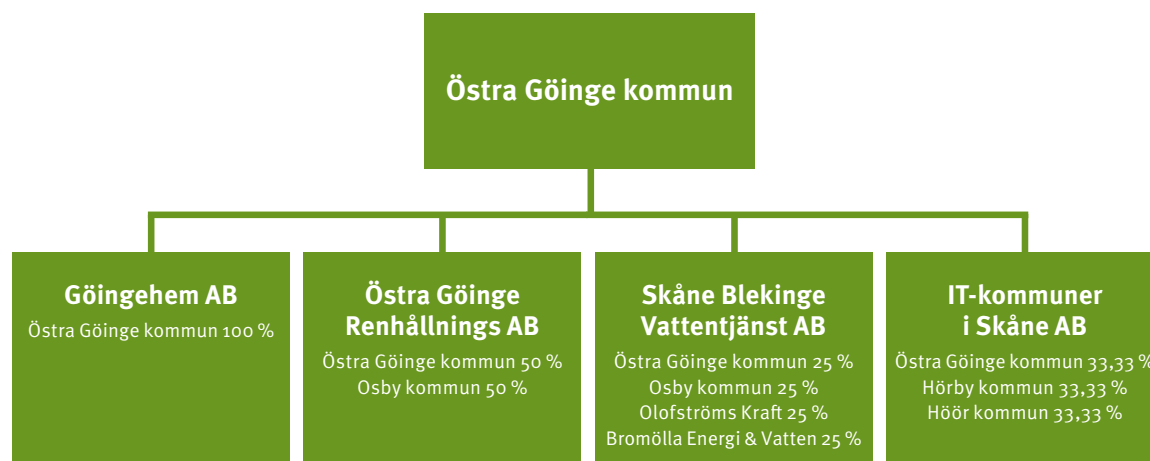 Östra Göinge kommun
Göingehem AB
Östra Göinge kommun 100 %
Östra Göinge
Renhållnings AB
Östra Göinge kommun 50 %
Osby kommun 50 %
Skåne Blekinge
Vattentjänst AB
Östra Göinge kommun 25 %
Osby kommun 25 %
Olofströms Kraft 25 %
Bromölla Energi & Vatten 25 %
IT-kommuner
i Skåne AB
Östra Göinge kommun 33,33 %
Hörby kommun 33,33 %
Höör kommun 33,33 %